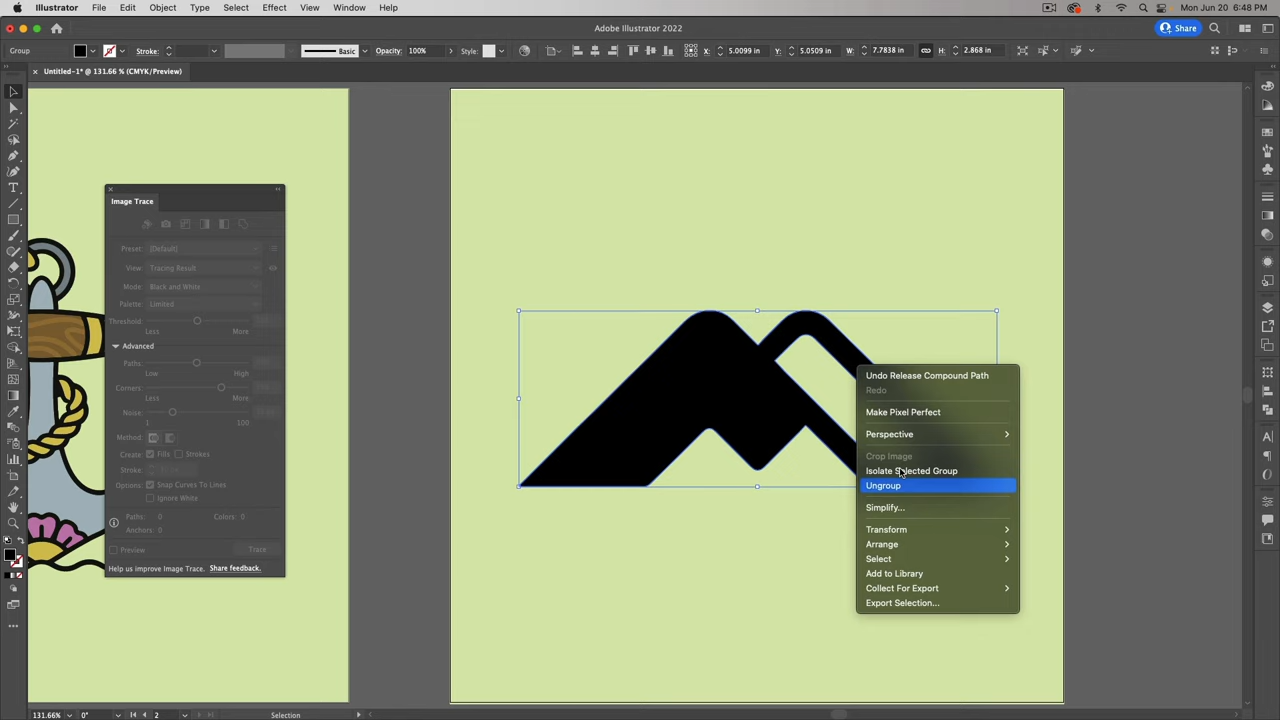 Illustrator File Edit Object Type Select Effect View Window Help Mon Jun 20 6:48 PM
Adobe Illustrator 2022 Share
Group Stroke: Basic Opacity: 100% Style: X: 5.0099 in Y: 5.0509 in W: 7.7838 in H: 2.868 in
Untitled-1* @ 131.66 % (CMYK/Preview)
Image Trace
Preset: [Default]
View: Tracing Result
Mode: Black and White
Palette: Limited
Threshold:
Less More
Advanced
Paths:
Low High
Corners:
Less More
Noise:
1 100
Method:
Create: Fills Strokes
Stroke:
Options: Snap Curves To Lines
Ignore White
Paths: 0 Colors: 0
Anchors: 0
Preview Trace
Help us improve Image Trace. Share feedback.
Undo Release Compound Path
Redo
Make Pixel Perfect
Perspective
Crop Image
Isolate Selected Group
Ungroup
Simplify...
Transform
Arrange
Select
Add to Library
Collect For Export
Export Selection...
131.66% 0° 2 Selection